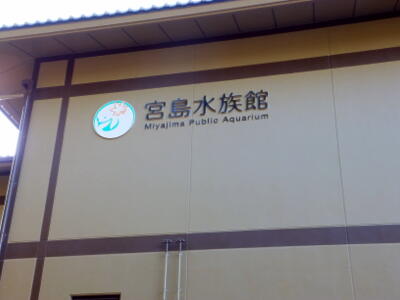 宮島水族館
Miyajima Public Aquarium